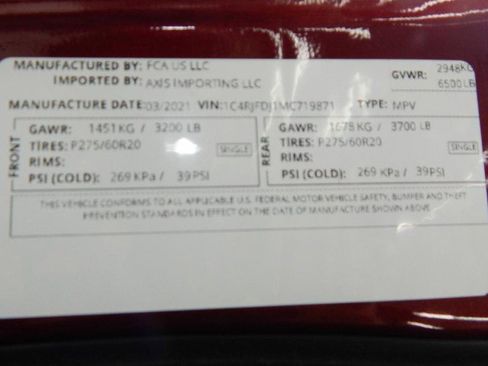 MANUFACTURED BY: FCA US LLC
IMPORTED BY: AXIS IMPORTING LLC
GVWR: 2948KG
6500LB
MANUFACTURE DATE:03/2021 VIN:1C4RJFDJ1MC719871 TYPE: MPV
FRONT
GAWR: 1451KG / 3200 LB
TIRES: P275/60R20 SINGLE
RIMS:
PSI (COLD): 269 KPa / 39PSI
REAR
GAWR: 1678KG / 3700 LB
TIRES: P275/60R20 SINGLE
RIMS:
PSI (COLD): 269 KPa / 39PSI
THIS VEHICLE CONFORMS TO ALL APPLICABLE U.S. FEDERAL MOTOR VEHICLE SAFETY, BUMPER AND THEFT
PREVENTION STANDARDS IN EFFECT ON THE DATE OF MANUFACTURE SHOWN ABOVE